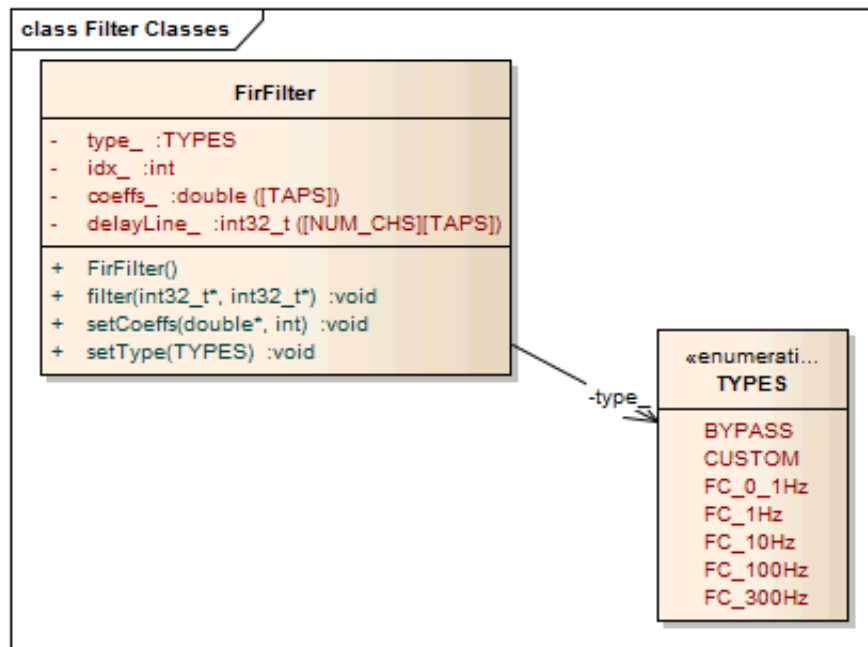 class Filter Classes
FirFilter
- type_ :TYPES
- idx_ :int
- coeffs_ :double ([TAPS])
- delayLine_ :int32_t ([NUM_CHS][TAPS])
+ FirFilter()
+ filter(int32_t*, int32_t*) :void
+ setCoeffs(double*, int) :void
+ setType(TYPES) :void
-type_
«enumerati...
TYPES
BYPASS
CUSTOM
FC_0_1Hz
FC_1Hz
FC_10Hz
FC_100Hz
FC_300Hz